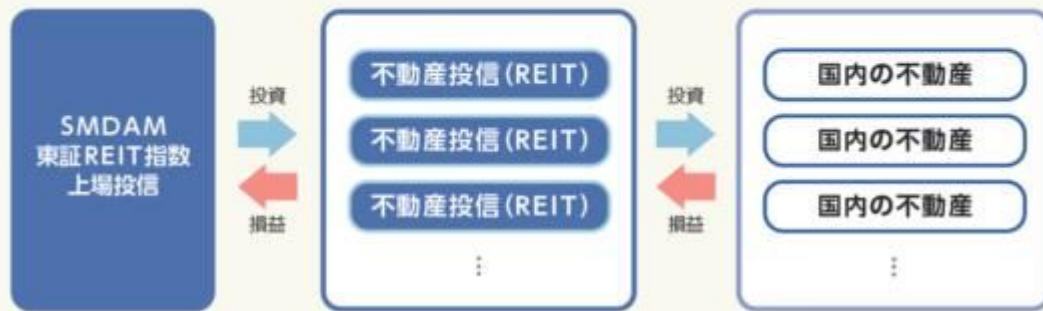 SMDAM
東証REIT指数
上場投信
投資
損益
不動産投信(REIT)
不動産投信(REIT)
不動産投信(REIT)
⋮
投資
損益
国内の不動産
国内の不動産
国内の不動産
⋮